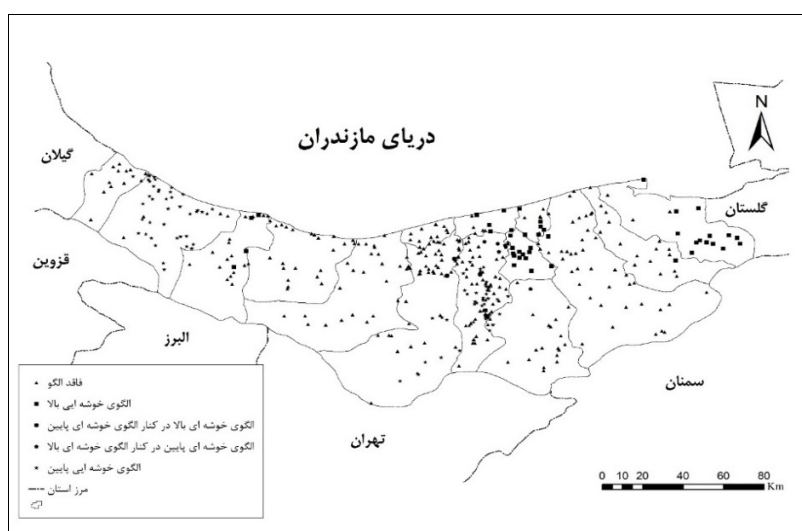 N
دریای مازندران
گیلان
گلستان
قزوین
البرز
سمنان
تهران
فاقد الگو
الگوی خوشه ایی بالا
الگوی خوشه ای بالا در کنار الگوی خوشه ای پایین
الگوی خوشه ای پایین در کنار الگوی خوشه ای بالا
الگوی خوشه ایی پایین
مرز استان
0 10 20 40 60 80
Km